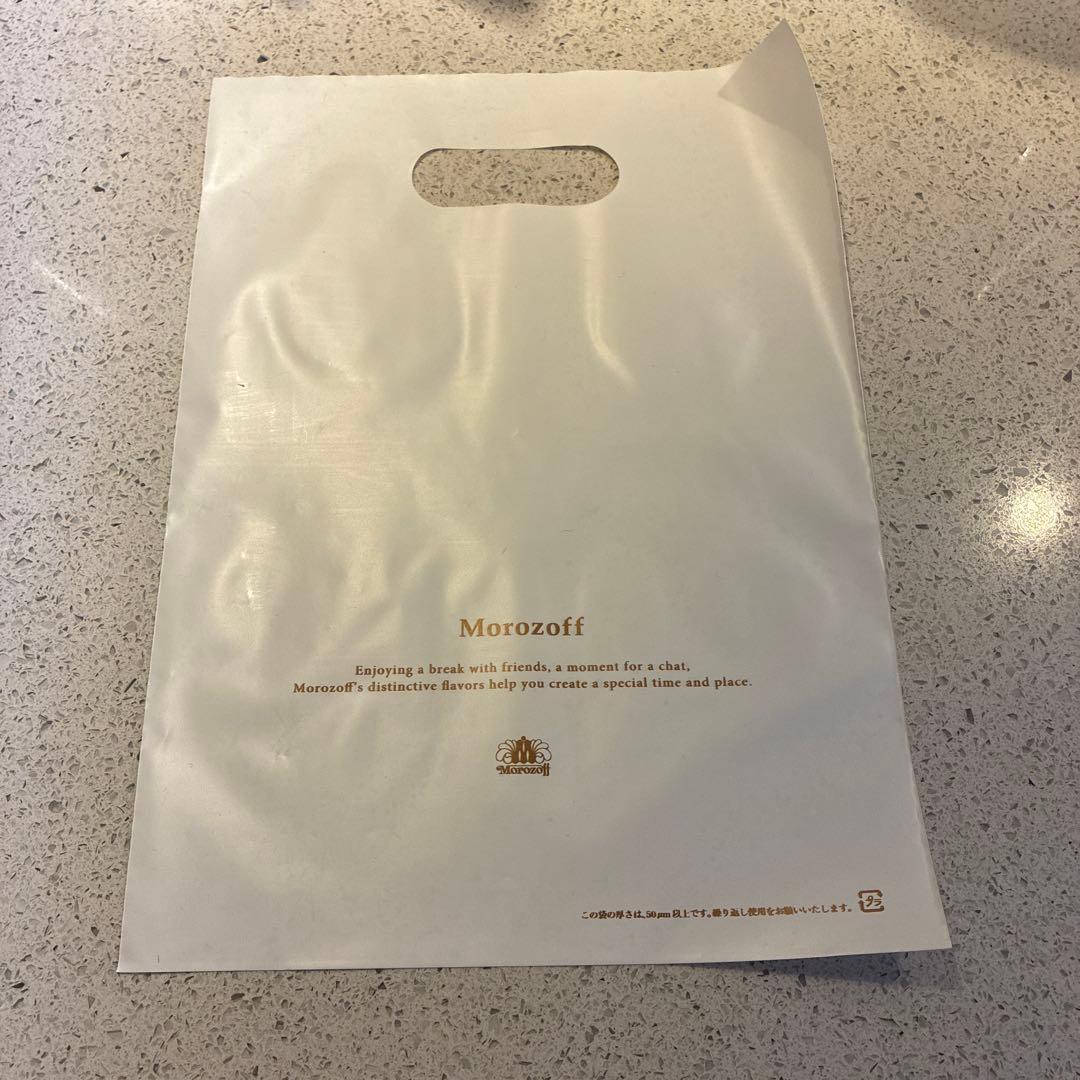 Morozoff
Enjoying a break with friends, a moment for a chat,
Morozoff's distinctive flavors help you create a special time and place.
Morozoff
この袋の厚さは、50μm以上です。繰り返し使用をお願いいたします。
プラ